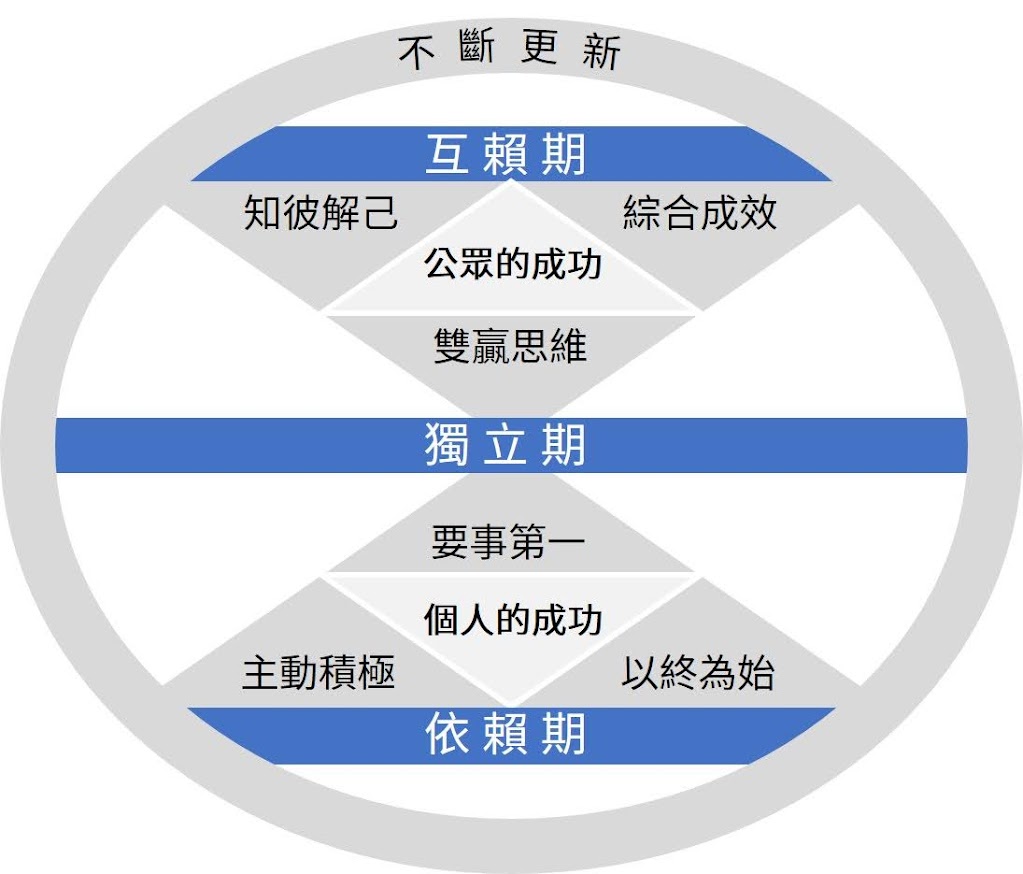 不斷更新
互賴期
知彼解己
綜合成效
公眾的成功
雙贏思維
獨立期
要事第一
個人的成功
主動積極
以終為始
依賴期